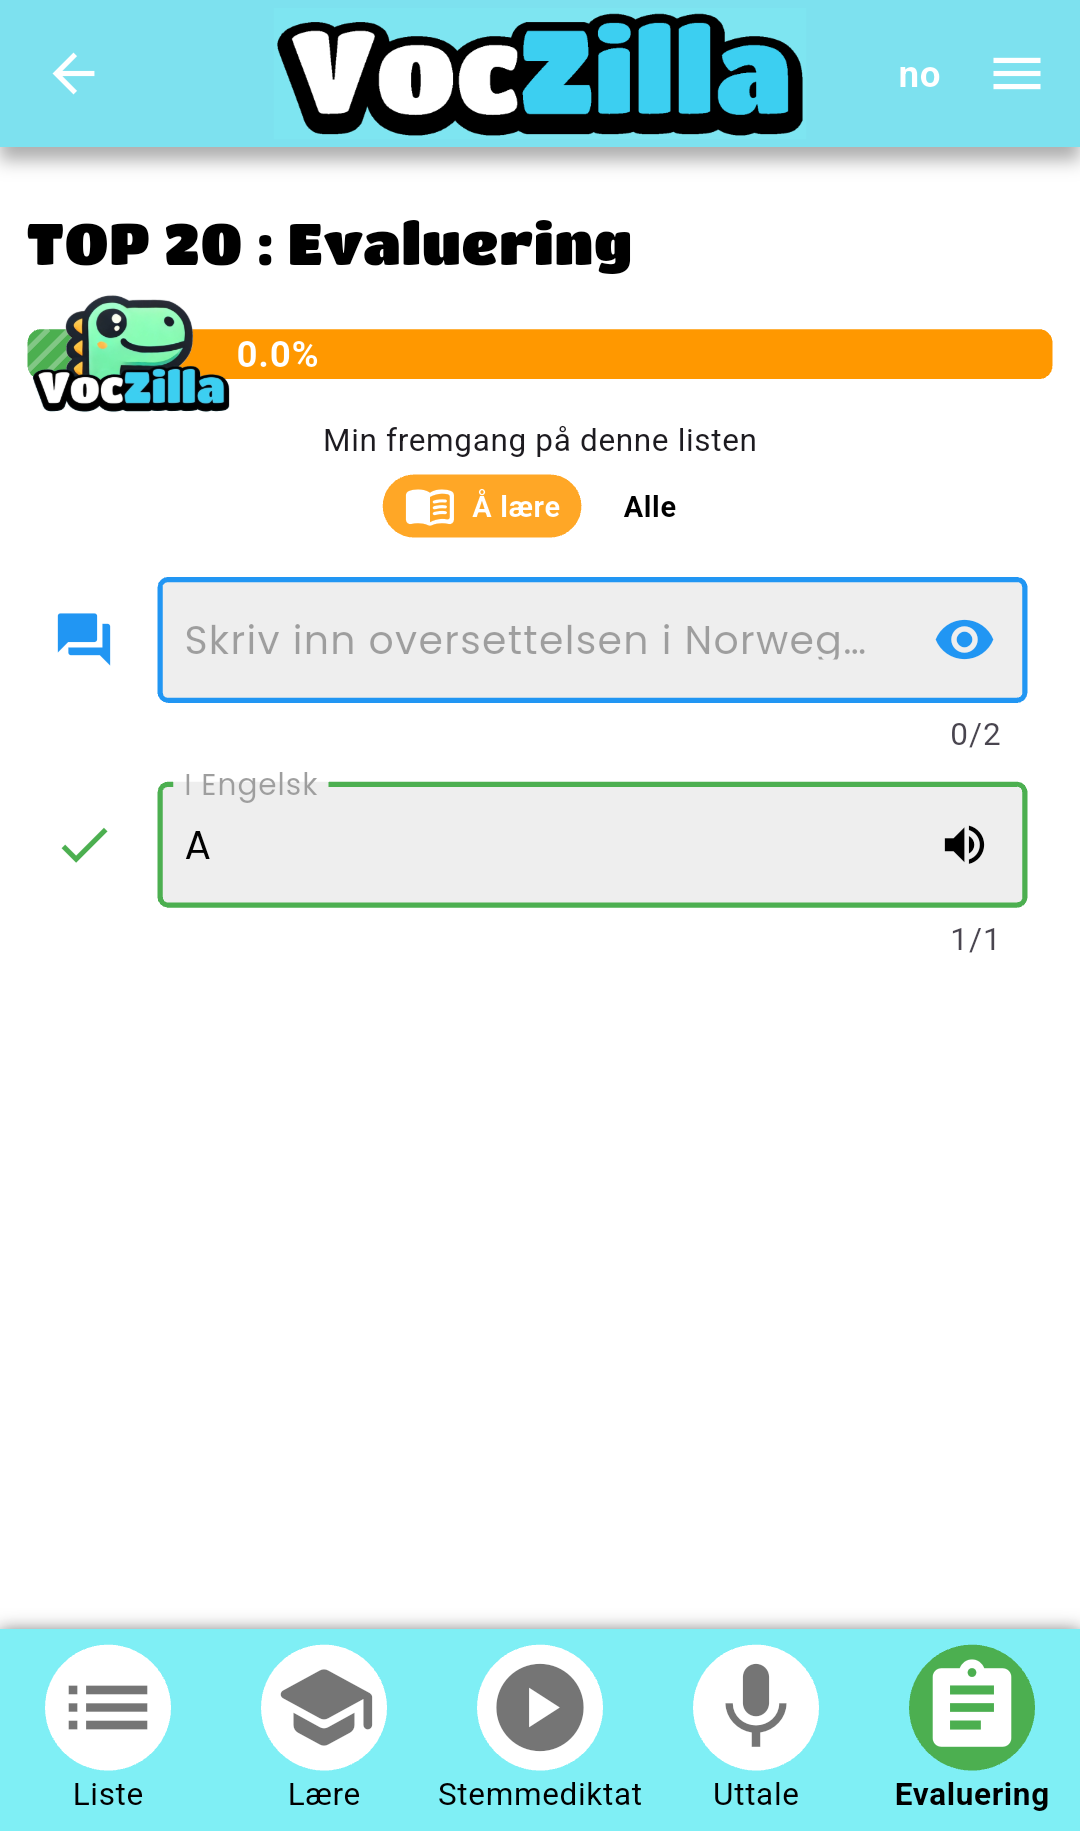 VocZilla
no
TOP 20 : Evaluering
VocZilla
0.0%
Min fremgang på denne listen
Å lære
Alle
Skriv inn oversettelsen i Norweg...
0/2
I Engelsk
A
1/1
Liste
Lære
Stemmediktat
Uttale
Evaluering